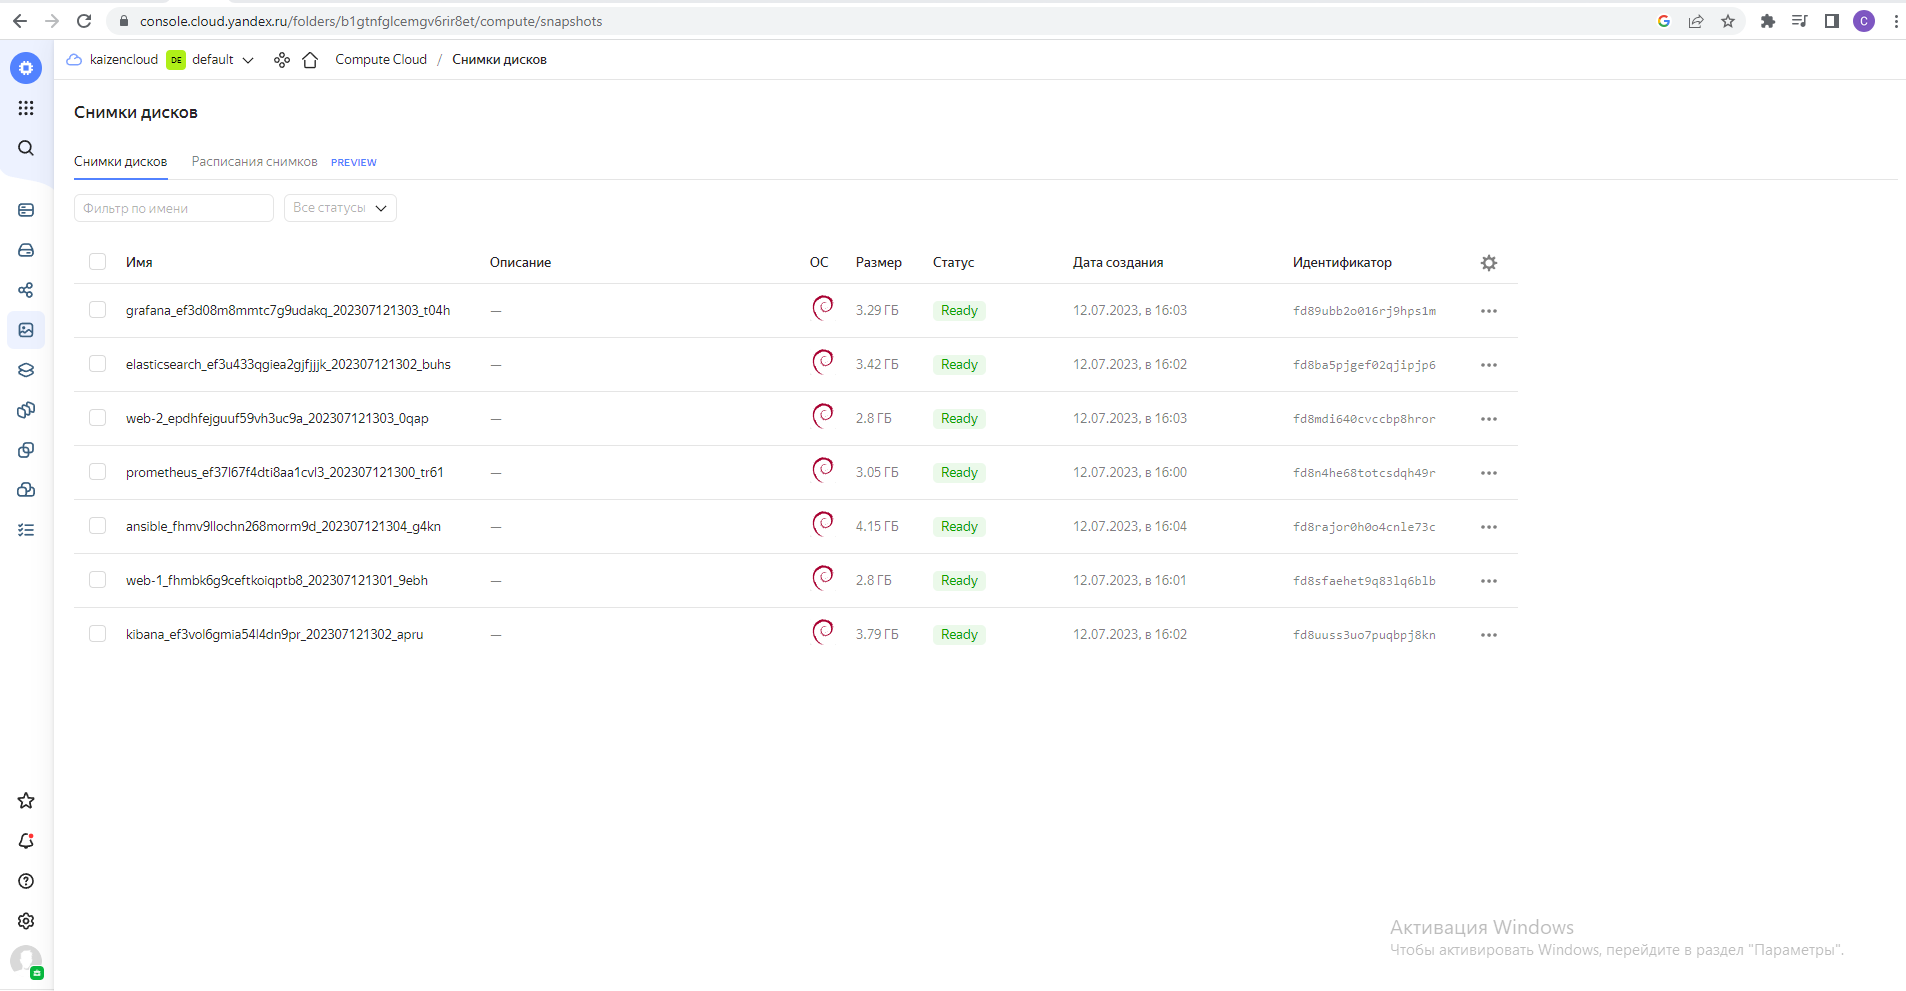 console.cloud.yandex.ru/folders/b1gtnfglcemgv6rir8et/compute/snapshots
C
kaizencloud DE default Compute Cloud / Снимки дисков
Снимки дисков
Снимки дисков Расписания снимков PREVIEW
Фильтр по имени Все статусы
Имя Описание ОС Размер Статус Дата создания Идентификатор
grafana_ef3d08m8mmtc7g9udakq_202307121303_t04h — 3.29 ГБ Ready 12.07.2023, в 16:03 fd89ubb2o016rj9hps1m
elasticsearch_ef3u433qgiea2gjfjjjk_202307121302_buhs — 3.42 ГБ Ready 12.07.2023, в 16:02 fd8ba5pjgef02qjipjp6
web-2_epdhfejguuf59vh3uc9a_202307121303_0qap — 2.8 ГБ Ready 12.07.2023, в 16:03 fd8mdi640cvccbp8hror
prometheus_ef37l67f4dti8aa1cvl3_202307121300_tr61 — 3.05 ГБ Ready 12.07.2023, в 16:00 fd8n4he68totcsdqh49r
ansible_fhmv9llochn268morm9d_202307121304_g4kn — 4.15 ГБ Ready 12.07.2023, в 16:04 fd8rajor0h0o4cnle73c
web-1_fhmbk6g9ceftkoiqptb8_202307121301_9ebh — 2.8 ГБ Ready 12.07.2023, в 16:01 fd8sfaehet9q83lq6blb
kibana_ef3vol6gmia54l4dn9pr_202307121302_apru — 3.79 ГБ Ready 12.07.2023, в 16:02 fd8uuss3uo7puqbpj8kn
Активация Windows
Чтобы активировать Windows, перейдите в раздел "Параметры".